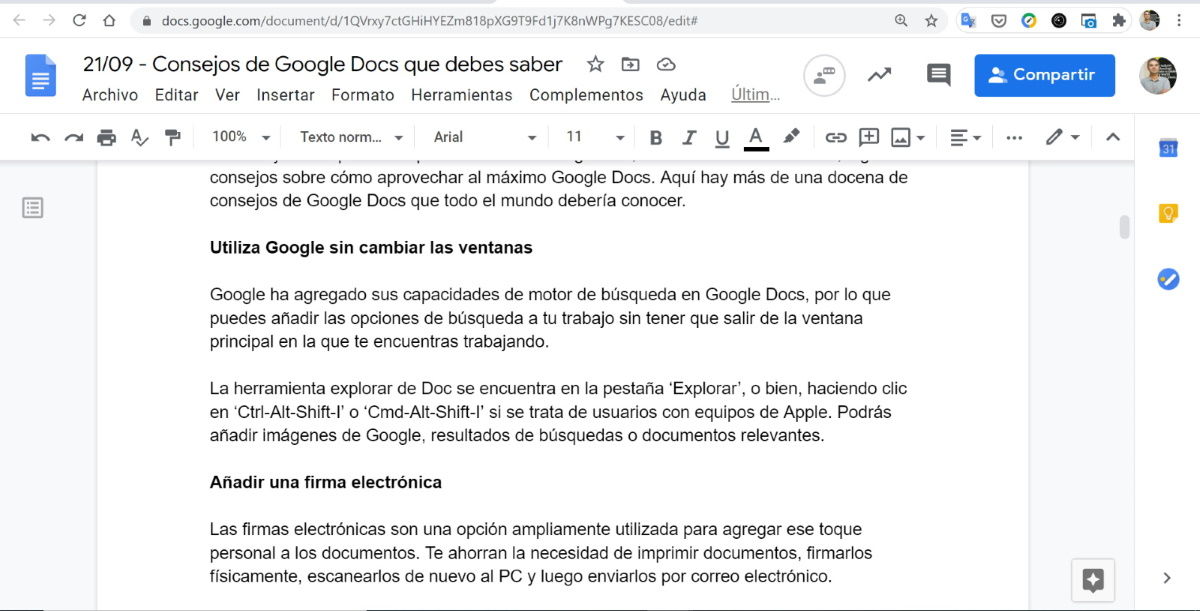 docs.google.com/document/d/1QVrxy7ctGHiHYEZm818pXG9T9Fd1j7K8nWPg7KESC08/edit#
21/09 - Consejos de Google Docs que debes saber
Compartir
Archivo Editar Ver Insertar Formato Herramientas Complementos Ayuda Últim...
100% Texto norm... Arial 11 B I U A
31
consejos sobre cómo aprovechar al máximo Google Docs. Aquí hay más de una docena de
consejos de Google Docs que todo el mundo debería conocer.
Utiliza Google sin cambiar las ventanas
Google ha agregado sus capacidades de motor de búsqueda en Google Docs, por lo que
puedes añadir las opciones de búsqueda a tu trabajo sin tener que salir de la ventana
principal en la que te encuentras trabajando.
La herramienta explorar de Doc se encuentra en la pestaña ‘Explorar’, o bien, haciendo clic
en ‘Ctrl-Alt-Shift-I’ o ‘Cmd-Alt-Shift-I’ si se trata de usuarios con equipos de Apple. Podrás
añadir imágenes de Google, resultados de búsquedas o documentos relevantes.
Añadir una firma electrónica
Las firmas electrónicas son una opción ampliamente utilizada para agregar ese toque
personal a los documentos. Te ahorran la necesidad de imprimir documentos, firmarlos
físicamente, escanearlos de nuevo al PC y luego enviarlos por correo electrónico.